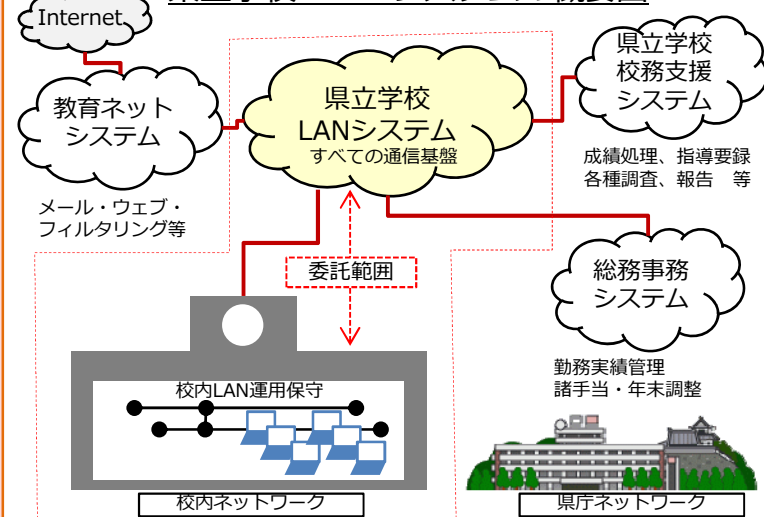 Internet
県立学校
校務支援
システム
教育ネット
システム
県立学校
LANシステム
すべての通信基盤
成績処理、指導要録
各種調査、報告　等
メール・ウェブ・
フィルタリング等
委託範囲
総務事務
システム
勤務実績管理
諸手当・年末調整
校内LAN運用保守
校内ネットワーク
県庁ネットワーク